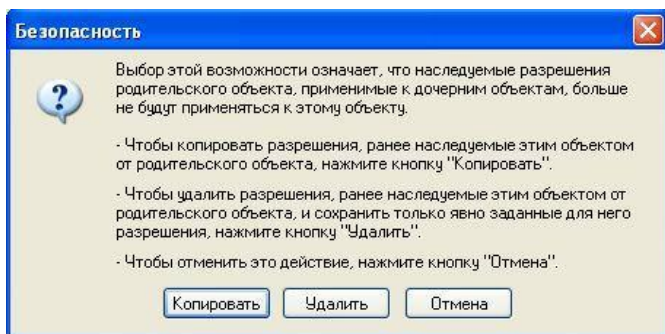 Безопасность
Выбор этой возможности означает, что наследуемые разрешения
родительского объекта, применимые к дочерним объектам, больше
не будут применяться к этому объекту.
- Чтобы копировать разрешения, ранее наследуемые этим объектом
от родительского объекта, нажмите кнопку "Копировать".
- Чтобы удалить разрешения, ранее наследуемые этим объектом от
родительского объекта, и сохранить только явно заданные для него
разрешения, нажмите кнопку "Удалить".
- Чтобы отменить это действие, нажмите кнопку "Отмена".
Копировать Удалить Отмена